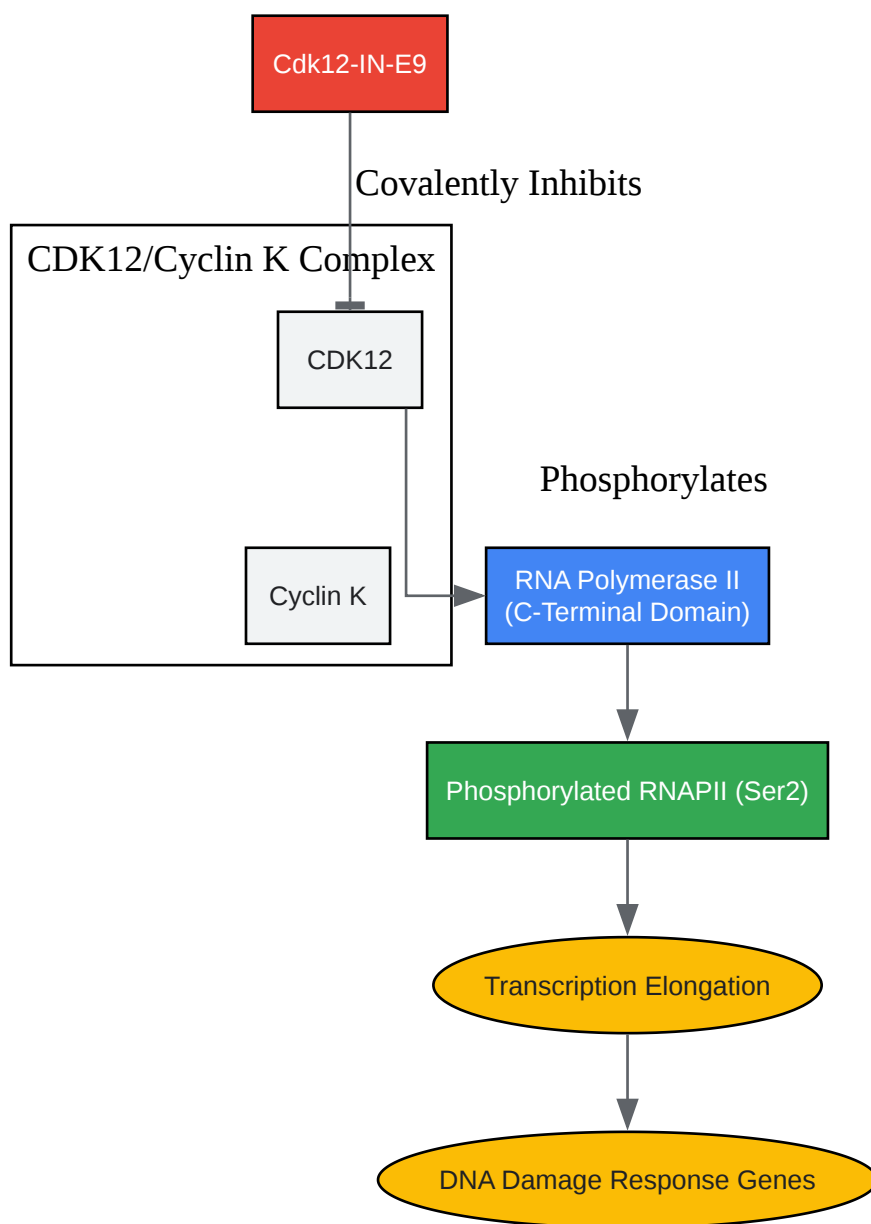 Cdk12-IN-E9
Covalently Inhibits
CDK12/Cyclin K Complex
CDK12
Phosphorylates
Cyclin K
RNA Polymerase II
(C-Terminal Domain)
Phosphorylated RNAPII (Ser2)
Transcription Elongation
DNA Damage Response Genes